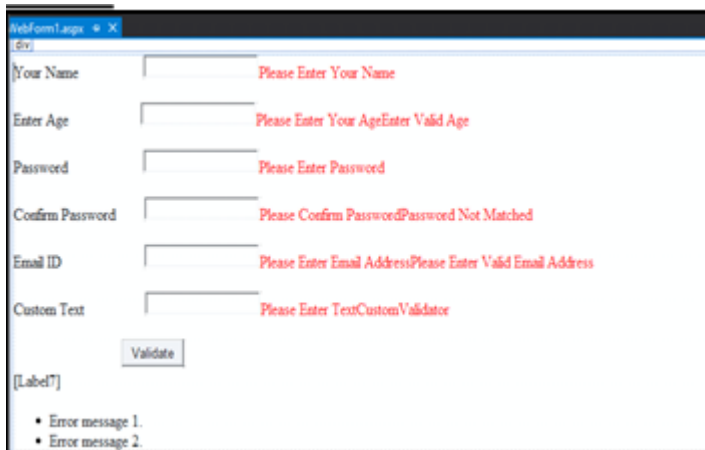 WebForm1.aspx
div
Your Name Please Enter Your Name
Enter Age Please Enter Your AgeEnter Valid Age
Password Please Enter Password
Confirm Password Please Confirm PasswordPassword Not Matched
Email ID Please Enter Email AddressPlease Enter Valid Email Address
Custom Text Please Enter TextCustomValidator
Validate
[Label7]
• Error message 1.
• Error message 2.